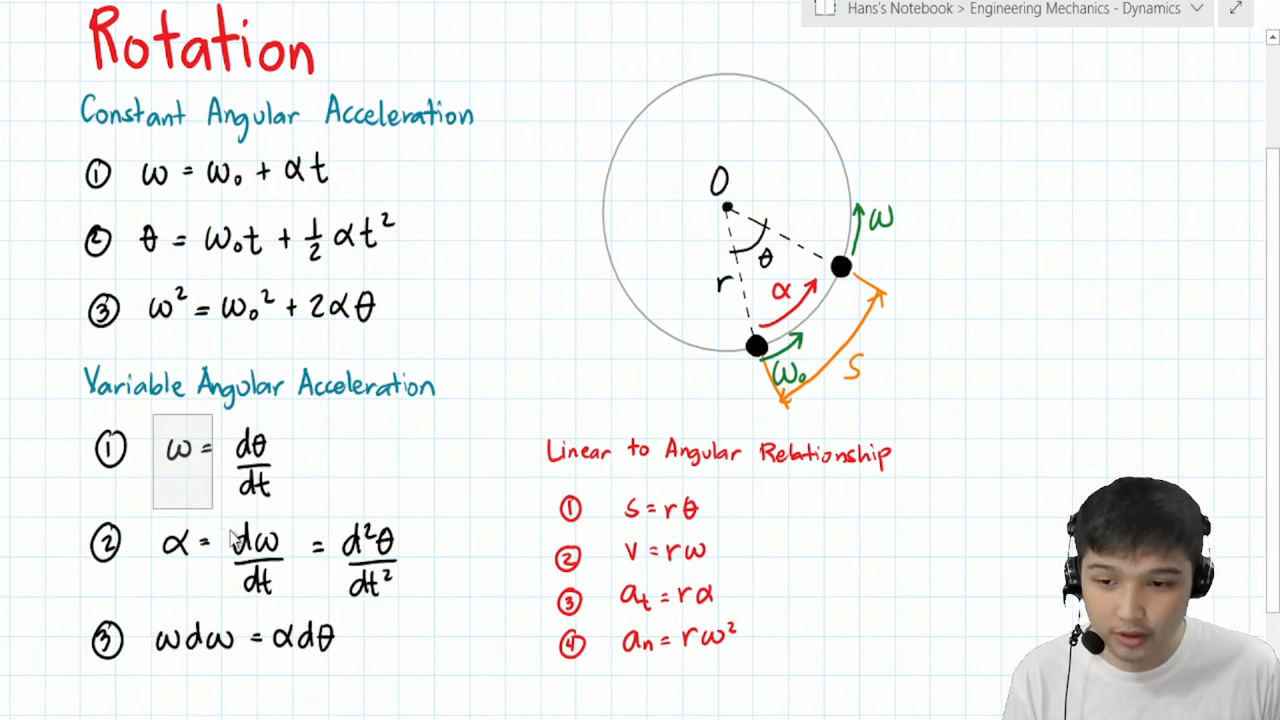 Hans's Notebook > Engineering Mechanics - Dynamics
Rotation
Constant Angular Acceleration
① ω = ω₀ + αt
② θ = ω₀t + ½ αt²
③ ω² = ω₀² + 2αθ
Variable Angular Acceleration
① ω = dθ/dt
② α = dω/dt = d²θ/dt²
③ ωdω = αdθ
O
θ
r
α
ω
ω₀
S
Linear to Angular Relationship
① s = rθ
② v = rω
③ aₜ = rα
④ aₙ = rω²